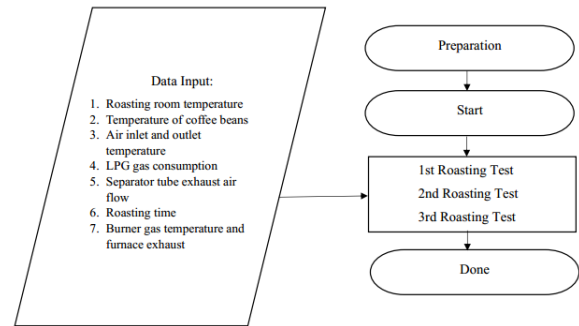 Data Input:
1. Roasting room temperature
2. Temperature of coffee beans
3. Air inlet and outlet
temperature
4. LPG gas consumption
5. Separator tube exhaust air
flow
6. Roasting time
7. Burner gas temperature and
furnace exhaust
Preparation
Start
1st Roasting Test
2nd Roasting Test
3rd Roasting Test
Done